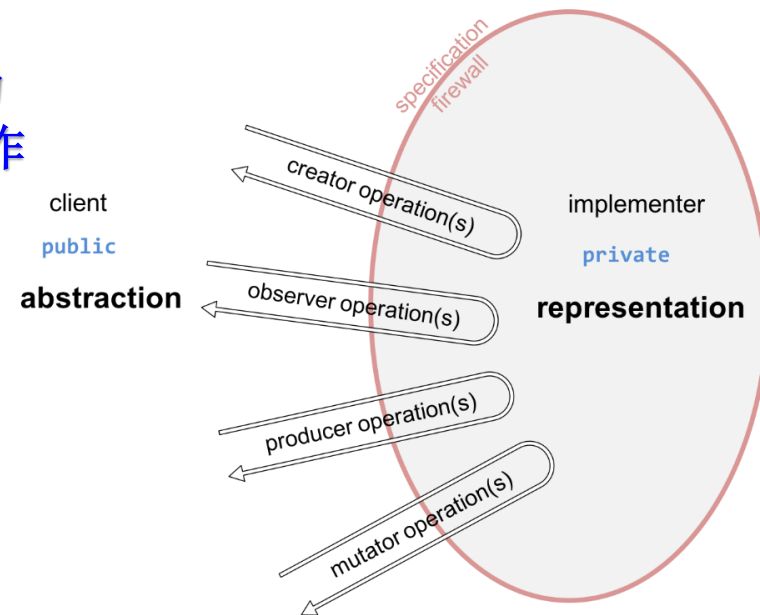 作
specification
firewall
creator operation(s)
client
implementer
public
private
observer operation(s)
abstraction
representation
producer operation(s)
mutator operation(s)